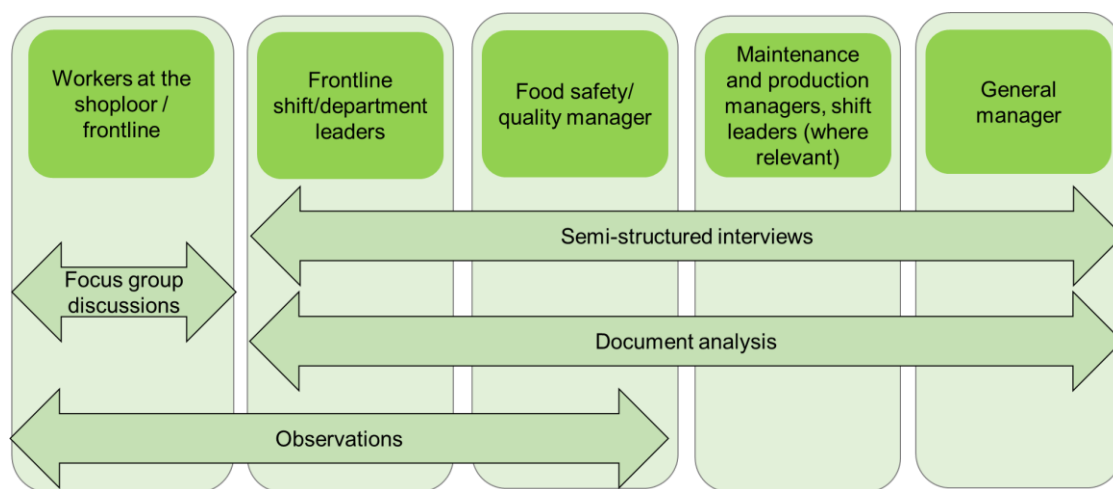 Workers at the
shoploor /
frontline
Frontline
shift/department
leaders
Food safety/
quality manager
Maintenance
and production
managers, shift
leaders (where
relevant)
General
manager
Semi-structured interviews
Focus group
discussions
Document analysis
Observations